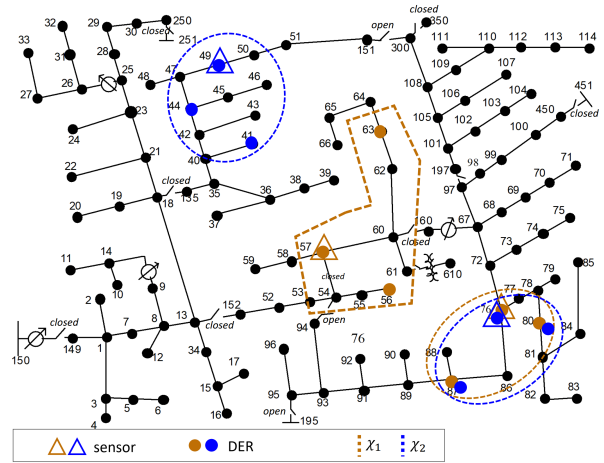 29 30 250 closed 251
32 33 31 28 25 26 27
49 50 51 47 48 46 45 44 43 42 41 40
open 151 300 closed 350
111 110 112 113 114
109 107 108 106 105 103 104 102 101
451 450 closed 100 99 98 197 97
64 65 63 66 62
23 24 21 22 20 19 18 closed 135 35 36 37 38 39
71 70 69 68 67 75 74 73 72
60 closed 160 61 610
57 58 59 closed
11 14 10 9 2
13 closed 152 52 53 54 55 56
open 94
77 78 79 85 76 80 84 81
150 closed 149 1 7 8 12
34 17 15 16
96 76 92 90 88 87 86 82 83
3 4 5 6
95 93 91 89
open 195
sensor DER χ1 χ2